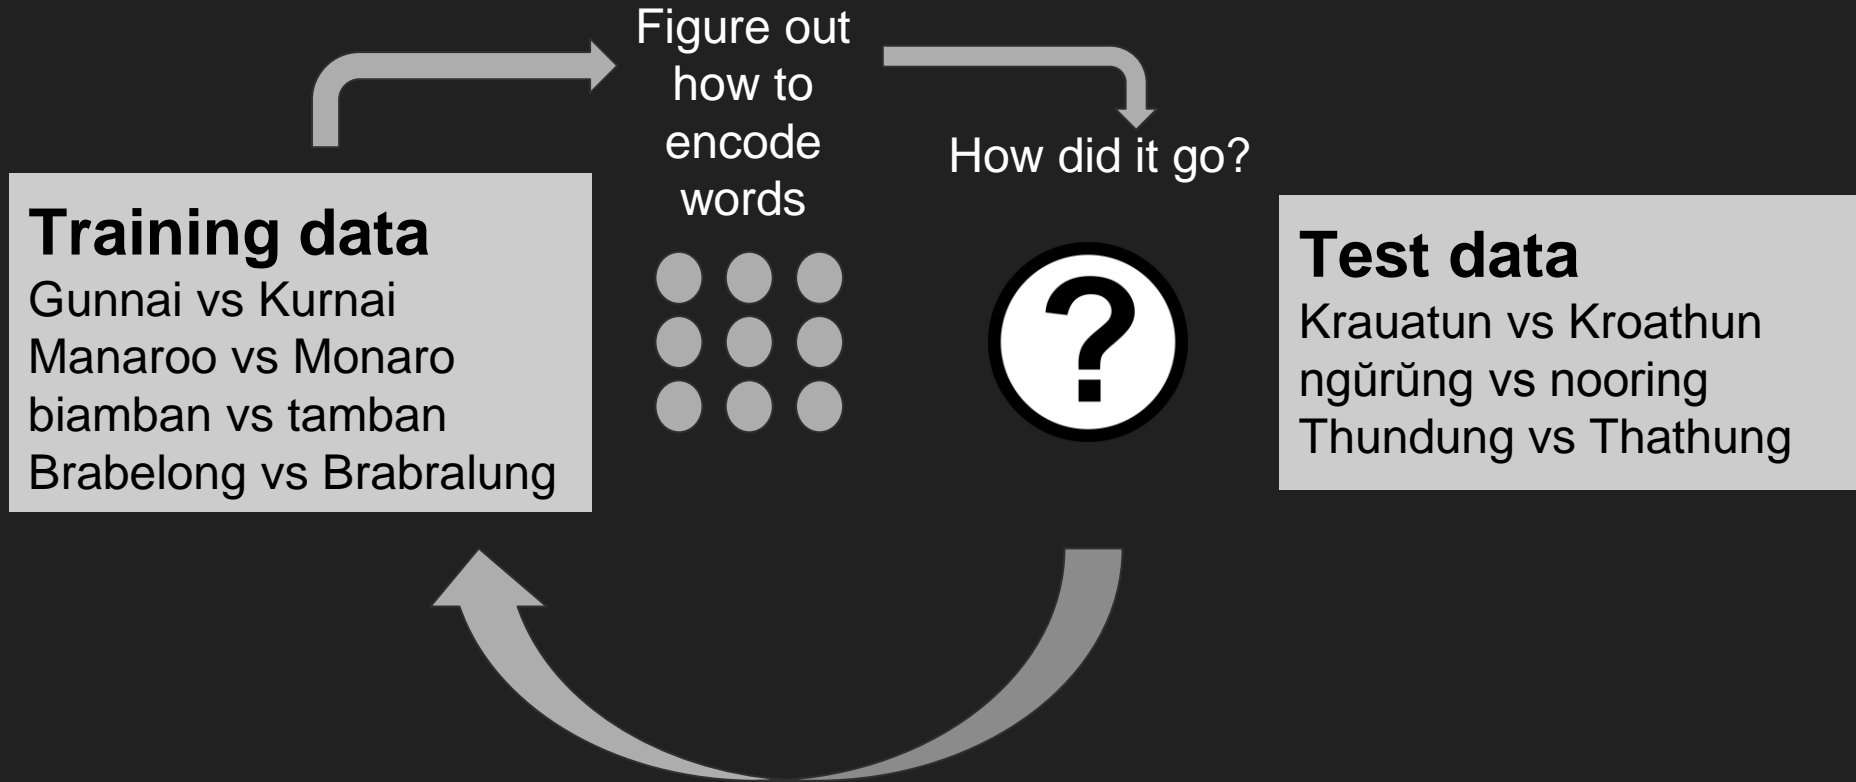 Figure out
how to
encode
words
How did it go?
Training data
Gunnai vs Kurnai
Manaroo vs Monaro
biamban vs tamban
Brabelong vs Brabralung
?
Test data
Krauatun vs Kroathun
ngŭrŭng vs nooring
Thundung vs Thathung